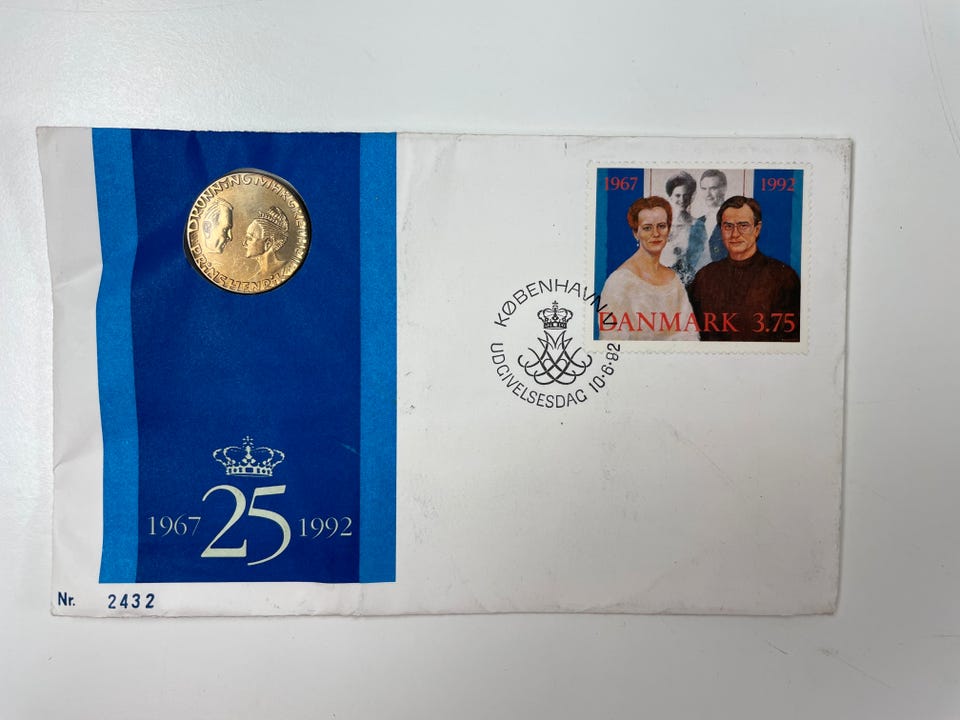 DRONNING MARGRETHE
PRINS HENRIK
1967 25 1992
Nr. 2432
KØBENHAVN
UDGIVELSESDAG 10·6·92
1967 1992
DANMARK 3.75